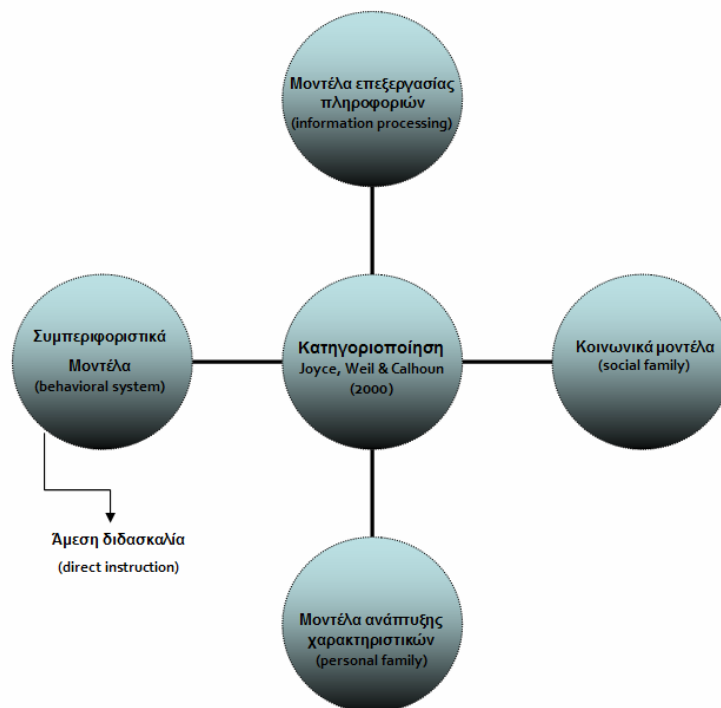 Μοντέλα επεξεργασίας
πληροφοριών
(information processing)
Συμπεριφοριστικά
Μοντέλα
(behavioral system)
Κατηγοριοποίηση
Joyce, Weil & Calhoun
(2000)
Κοινωνικά μοντέλα
(social family)
Άμεση διδασκαλία
(direct instruction)
Μοντέλα ανάπτυξης
χαρακτηριστικών
(personal family)